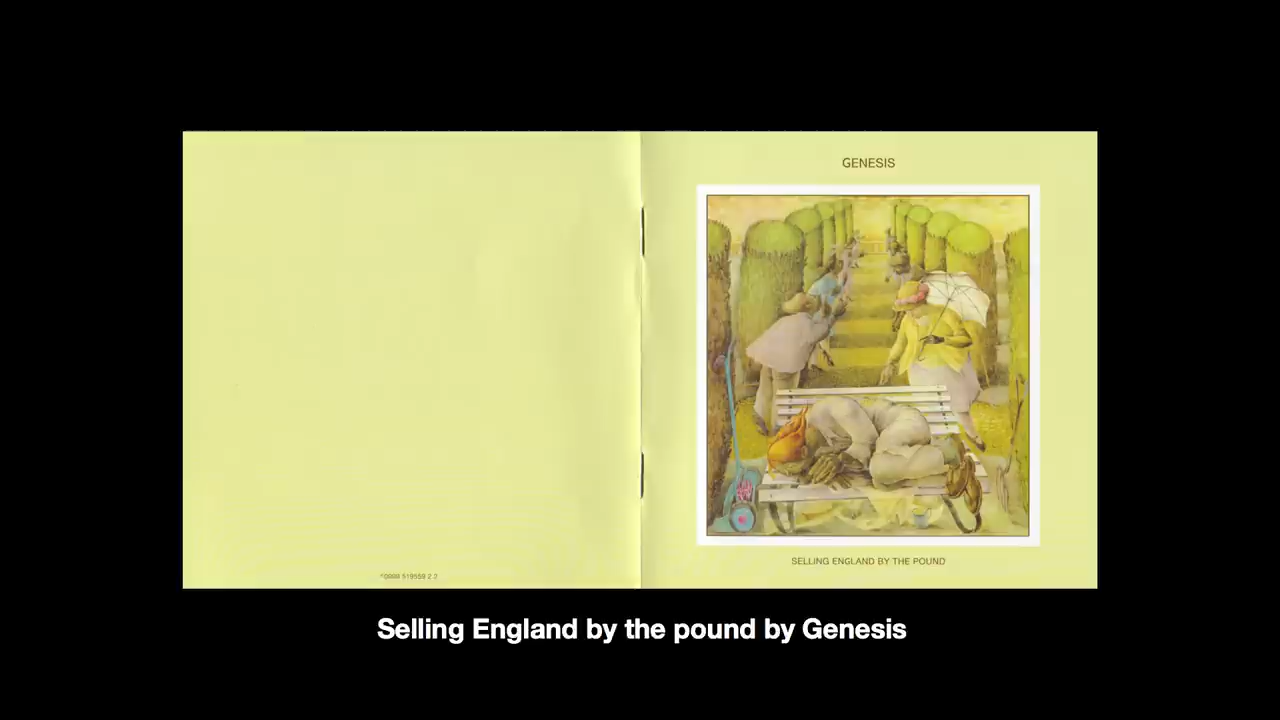 GENESIS
SELLING ENGLAND BY THE POUND
Selling England by the pound by Genesis